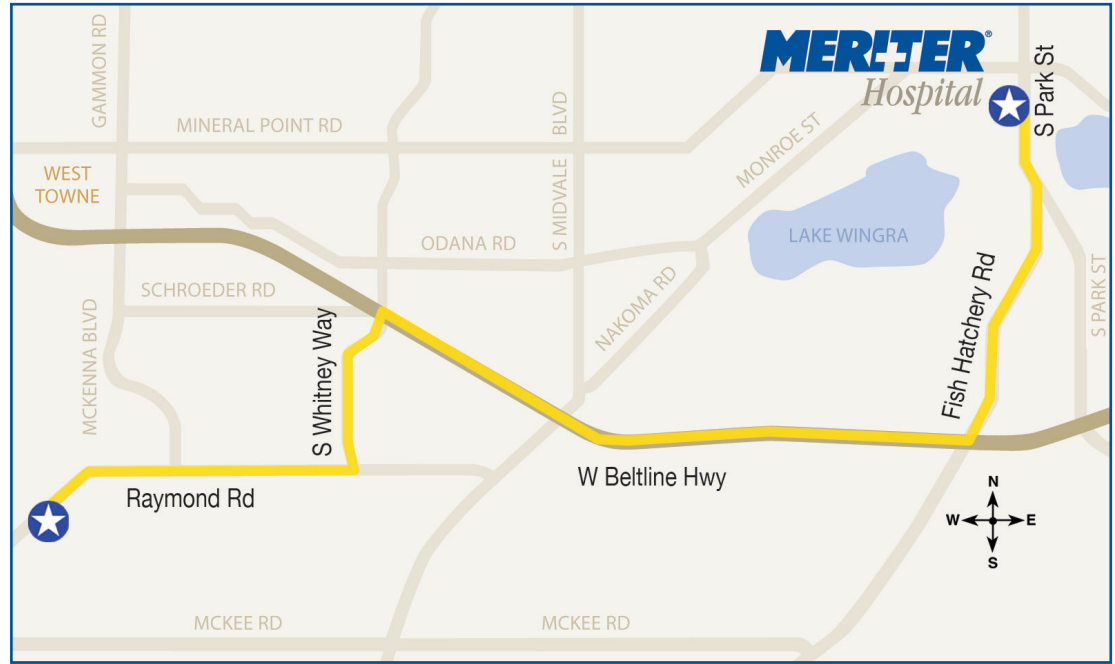 MERITER®
Hospital
S Park St
GAMMON RD
MINERAL POINT RD
S MIDVALE BLVD
MONROE ST
WEST
TOWNE
ODANA RD
LAKE WINGRA
SCHROEDER RD
NAKOMA RD
MCKENNA BLVD
S Whitney Way
Fish Hatchery Rd
S PARK ST
Raymond Rd
W Beltline Hwy
N
W E
S
MCKEE RD
MCKEE RD